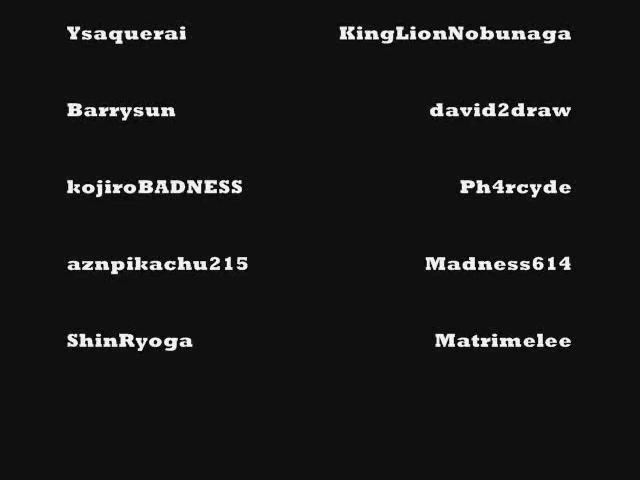 Ysaquerai KingLionNobunaga
Barrysun david2draw
kojiroBADNESS Ph4rcyde
aznpikachu215 Madness614
ShinRyoga Matrimelee